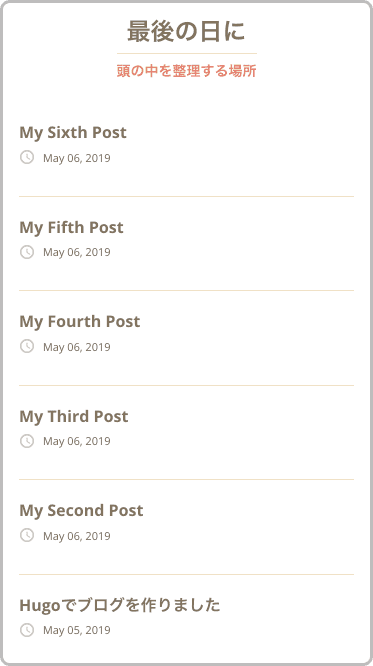 最後の日に
頭の中を整理する場所
My Sixth Post
May 06, 2019
My Fifth Post
May 06, 2019
My Fourth Post
May 06, 2019
My Third Post
May 06, 2019
My Second Post
May 06, 2019
Hugoでブログを作りました
May 05, 2019